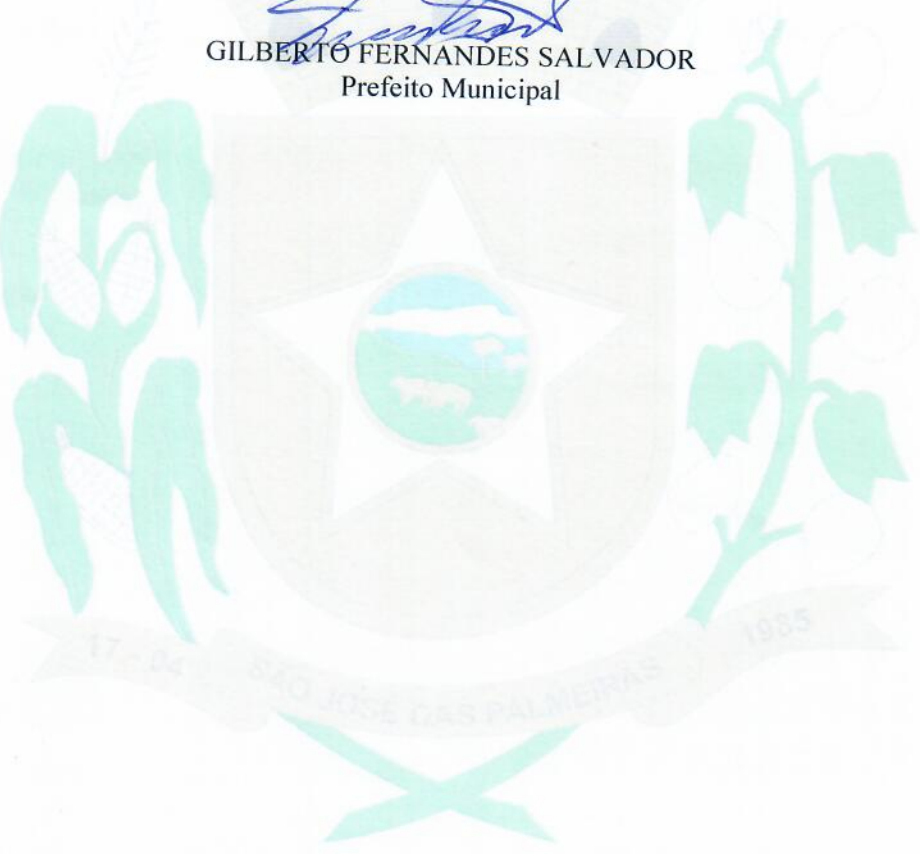 GILBERTO FERNANDES SALVADOR
Prefeito Municipal
17 - 04 SÃO JOSÉ DAS PALMEIRAS 1985